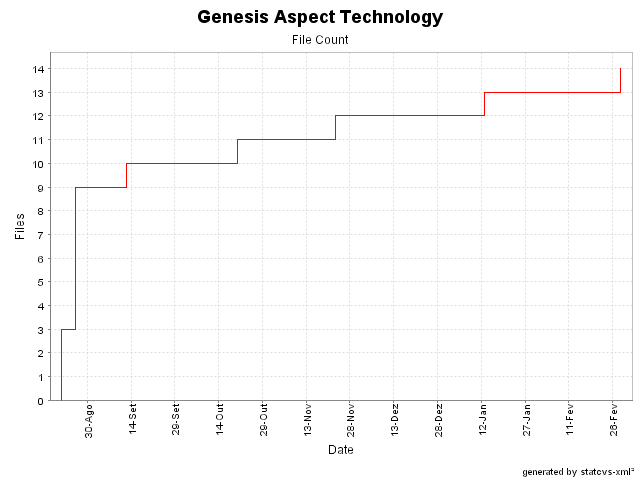 Genesis Aspect Technology
File Count
14
13
12
11
10
9
8
7
6
5
4
3
2
1
0
Files
30-Ago 14-Set 29-Set 14-Out 29-Out 13-Nov 28-Nov 13-Dez 28-Dez 12-Jan 27-Jan 11-Fev 26-Fev
Date
generated by statcvs-xml²